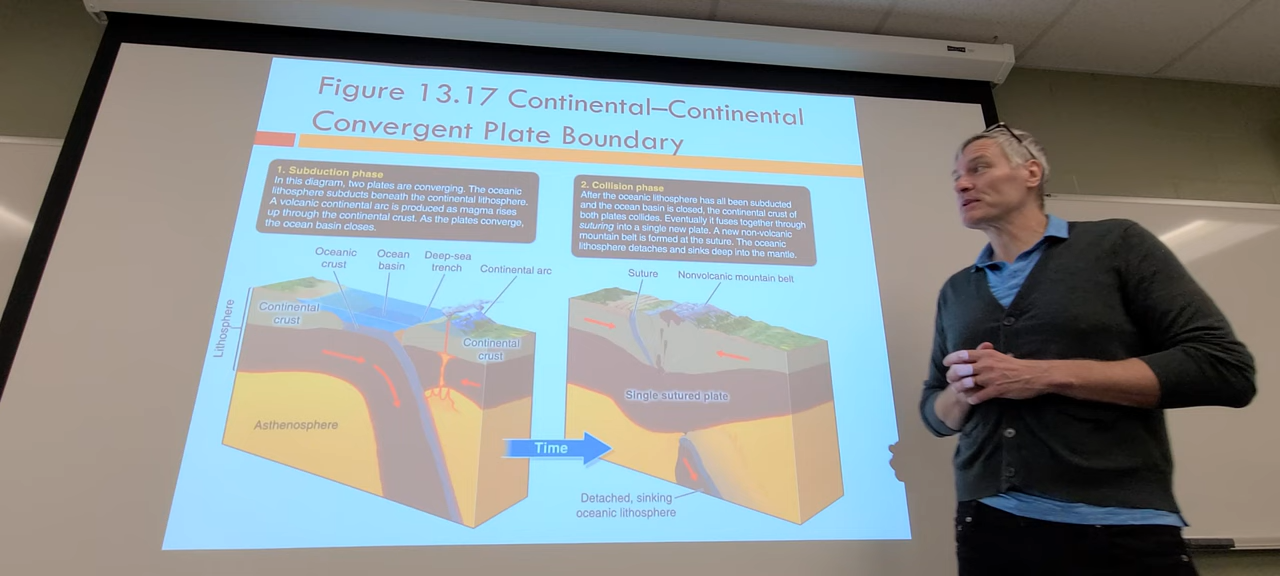 Figure 13.17 Continental–Continental
Convergent Plate Boundary
1. Subduction phase
In this diagram, two plates are converging. The oceanic
lithosphere subducts beneath the continental lithosphere.
A volcanic continental arc is produced as magma rises
up through the continental crust. As the plates converge,
the ocean basin closes.
2. Collision phase
After the oceanic lithosphere has all been subducted
and the ocean basin is closed, the continental crust of
both plates collides. Eventually it fuses together through
suturing into a single new plate. A new non-volcanic
mountain belt is formed at the suture. The oceanic
lithosphere detaches and sinks deep into the mantle.
Oceanic
crust
Ocean
basin
Deep-sea
trench
Continental arc
Continental
crust
Continental
crust
Lithosphere
Asthenosphere
Time
Suture
Nonvolcanic mountain belt
Single sutured plate
Detached, sinking
oceanic lithosphere